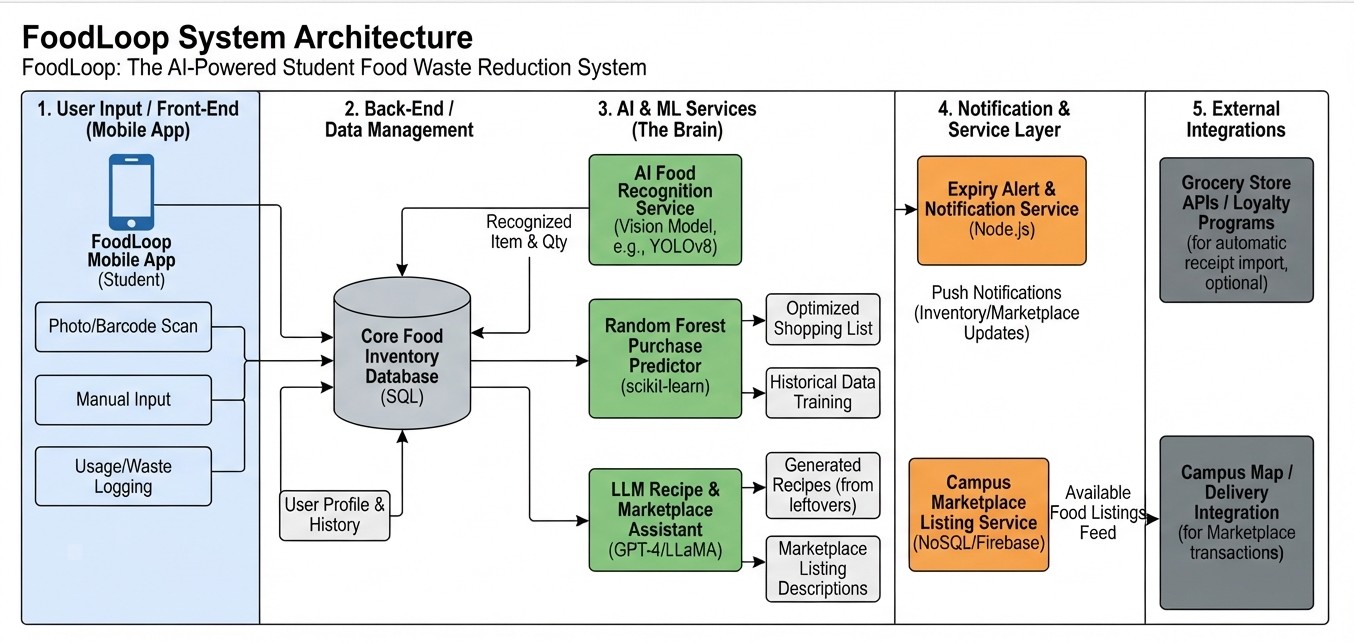 FoodLoop System Architecture
FoodLoop: The AI-Powered Student Food Waste Reduction System
1. User Input / Front-End
(Mobile App)
FoodLoop
Mobile App
(Student)
Photo/Barcode Scan
Manual Input
Usage/Waste
Logging
2. Back-End /
Data Management
Recognized
Item & Qty
Core Food
Inventory
Database
(SQL)
User Profile &
History
3. AI & ML Services
(The Brain)
AI Food
Recognition
Service
(Vision Model,
e.g., YOLOv8)
Random Forest
Purchase
Predictor
(scikit-learn)
Optimized
Shopping List
Historical Data
Training
LLM Recipe &
Marketplace
Assistant
(GPT-4/LLaMA)
Generated
Recipes (from
leftovers)
Marketplace
Listing
Descriptions
4. Notification &
Service Layer
Expiry Alert &
Notification Service
(Node.js)
Push Notifications
(Inventory/Marketplace
Updates)
Campus
Marketplace
Listing Service
(NoSQL/Firebase)
Available
Food Listings
Feed
5. External
Integrations
Grocery Store
APIs / Loyalty
Programs
(for automatic
receipt import,
optional)
Campus Map /
Delivery
Integration
(for Marketplace
transactions)